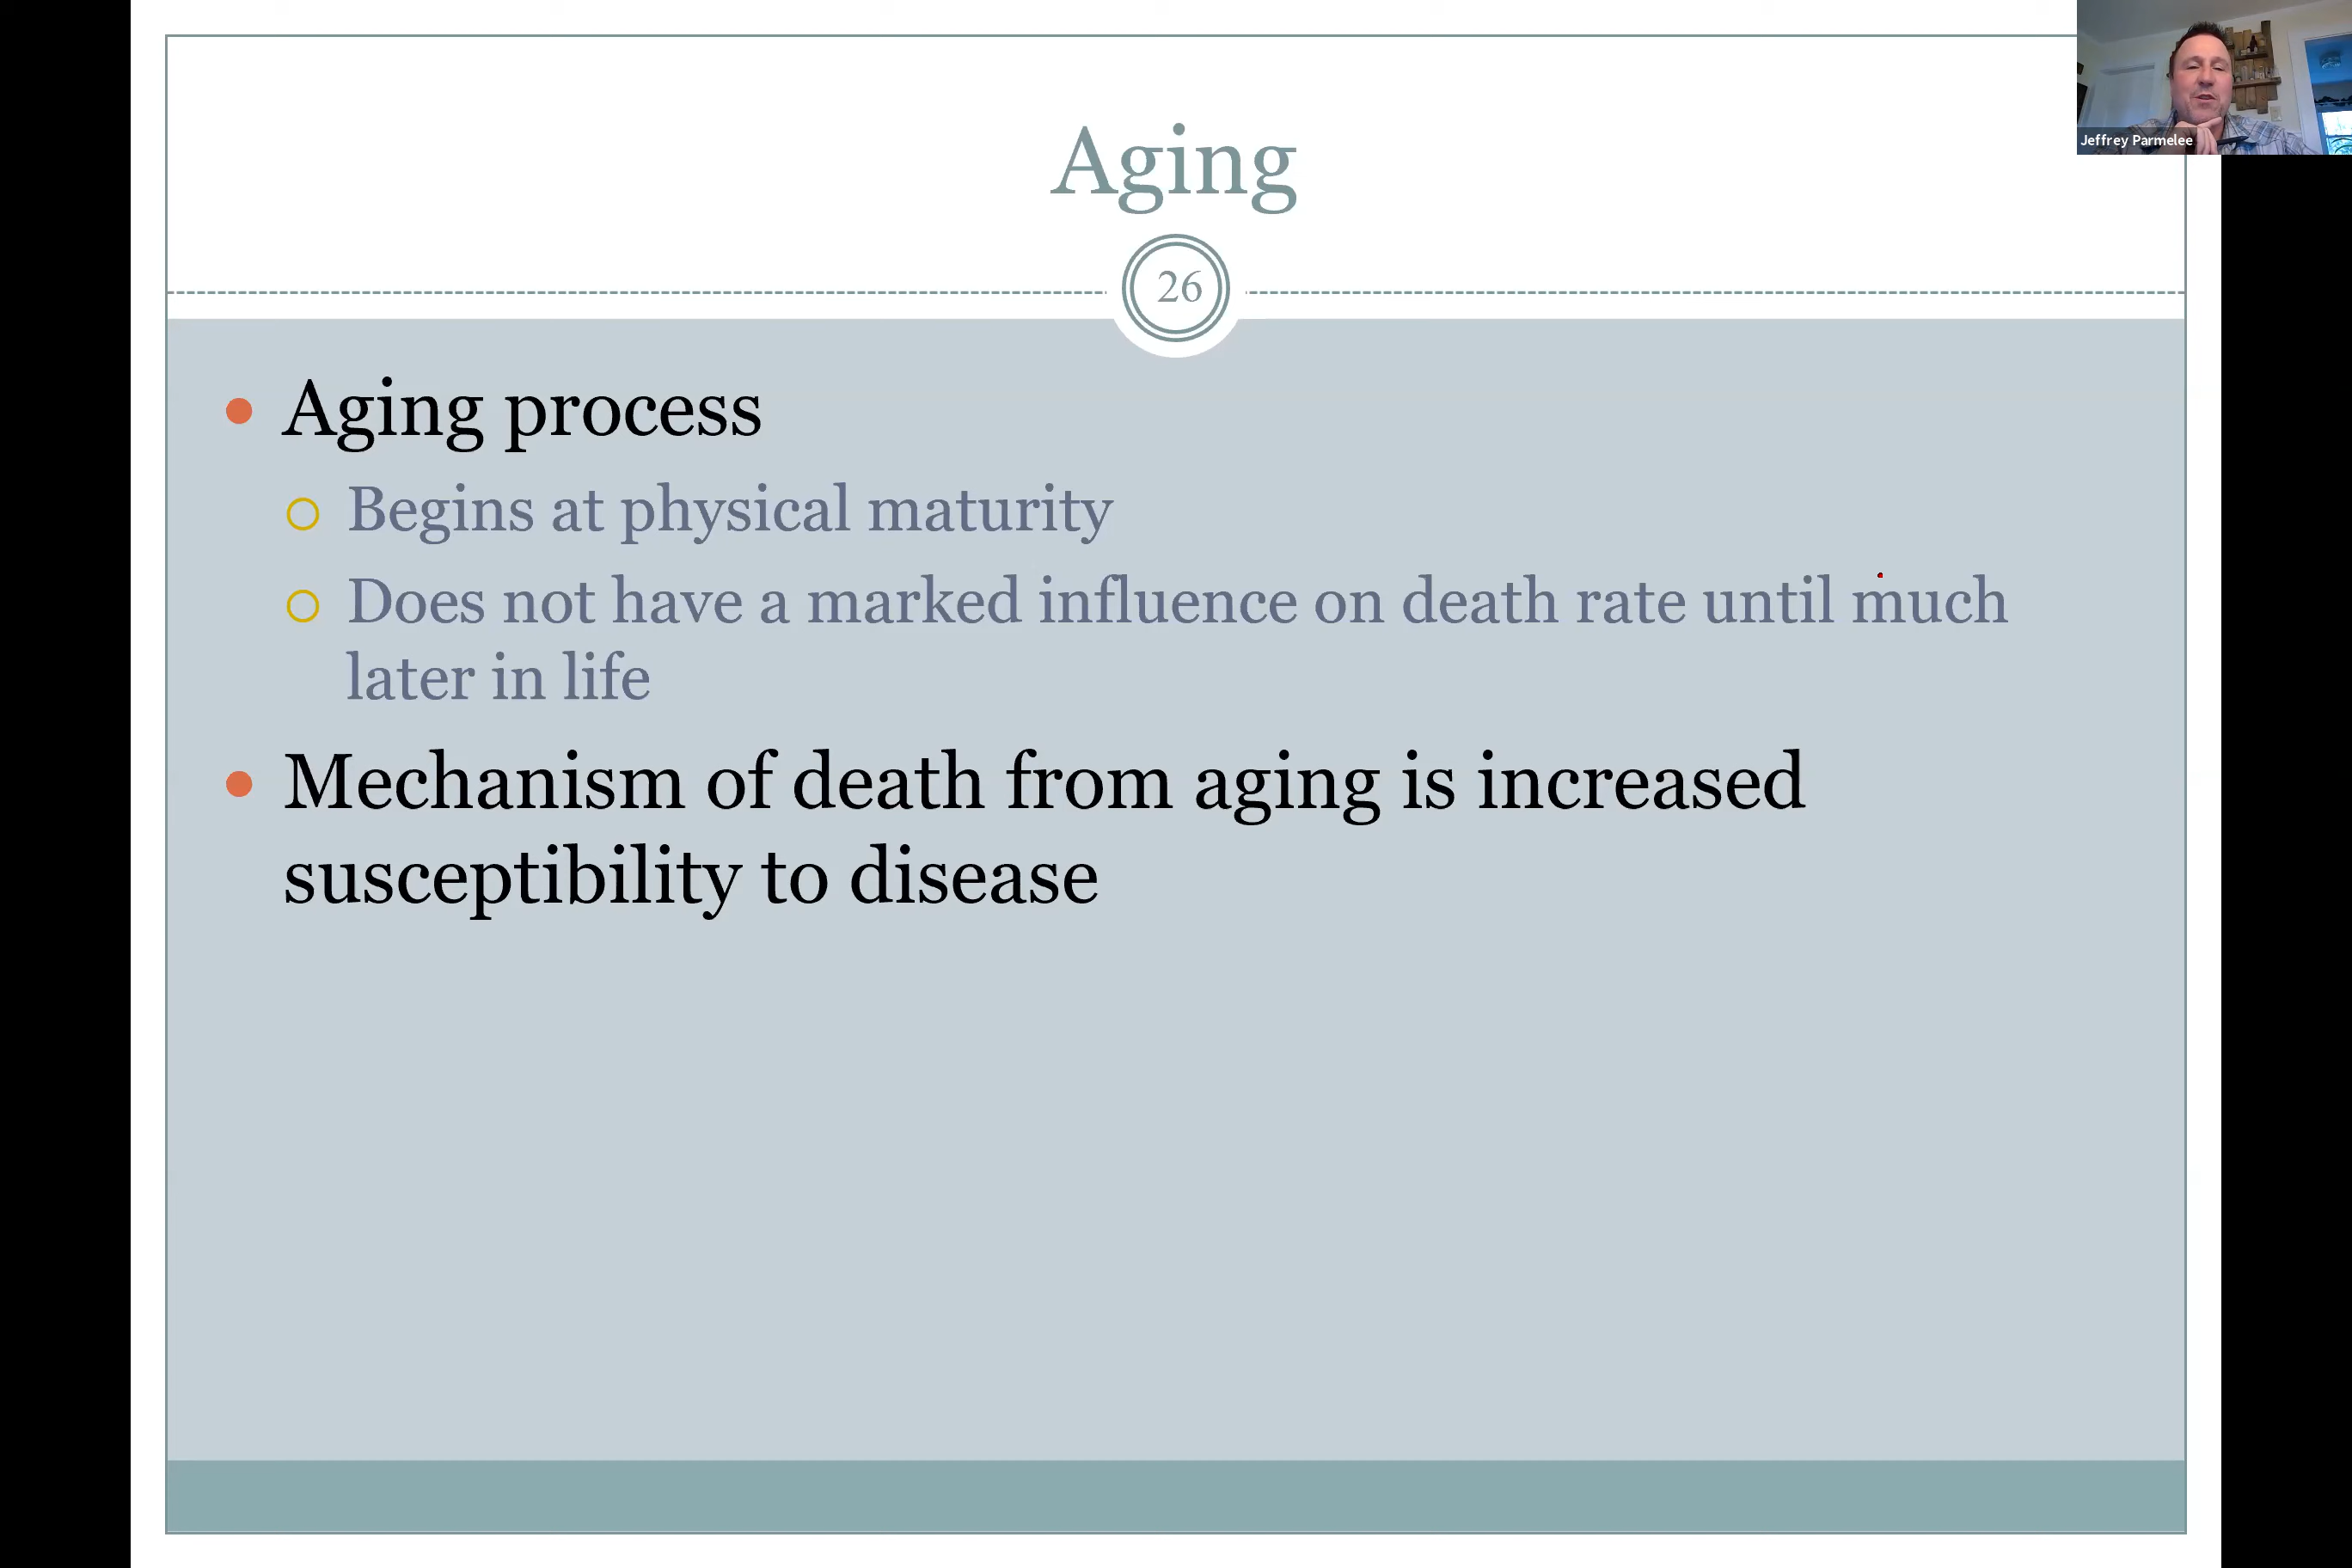 Jeffrey Parmelee
Aging
26
Aging process
Begins at physical maturity
Does not have a marked influence on death rate until much
later in life
Mechanism of death from aging is increased
susceptibility to disease